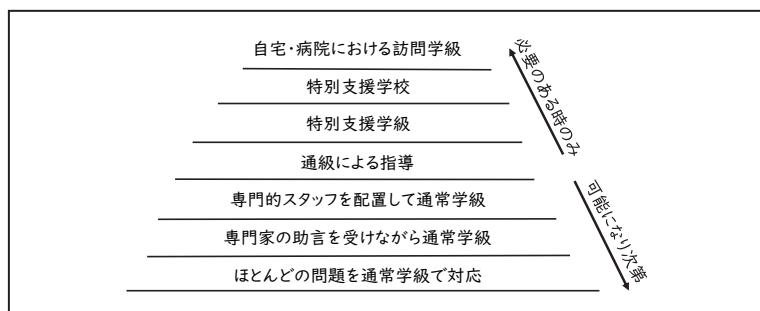 自宅・病院における訪問学級
特別支援学校
特別支援学級
通級による指導
専門的スタッフを配置して通常学級
専門家の助言を受けながら通常学級
ほとんどの問題を通常学級で対応
必要のある時のみ
可能になり次第